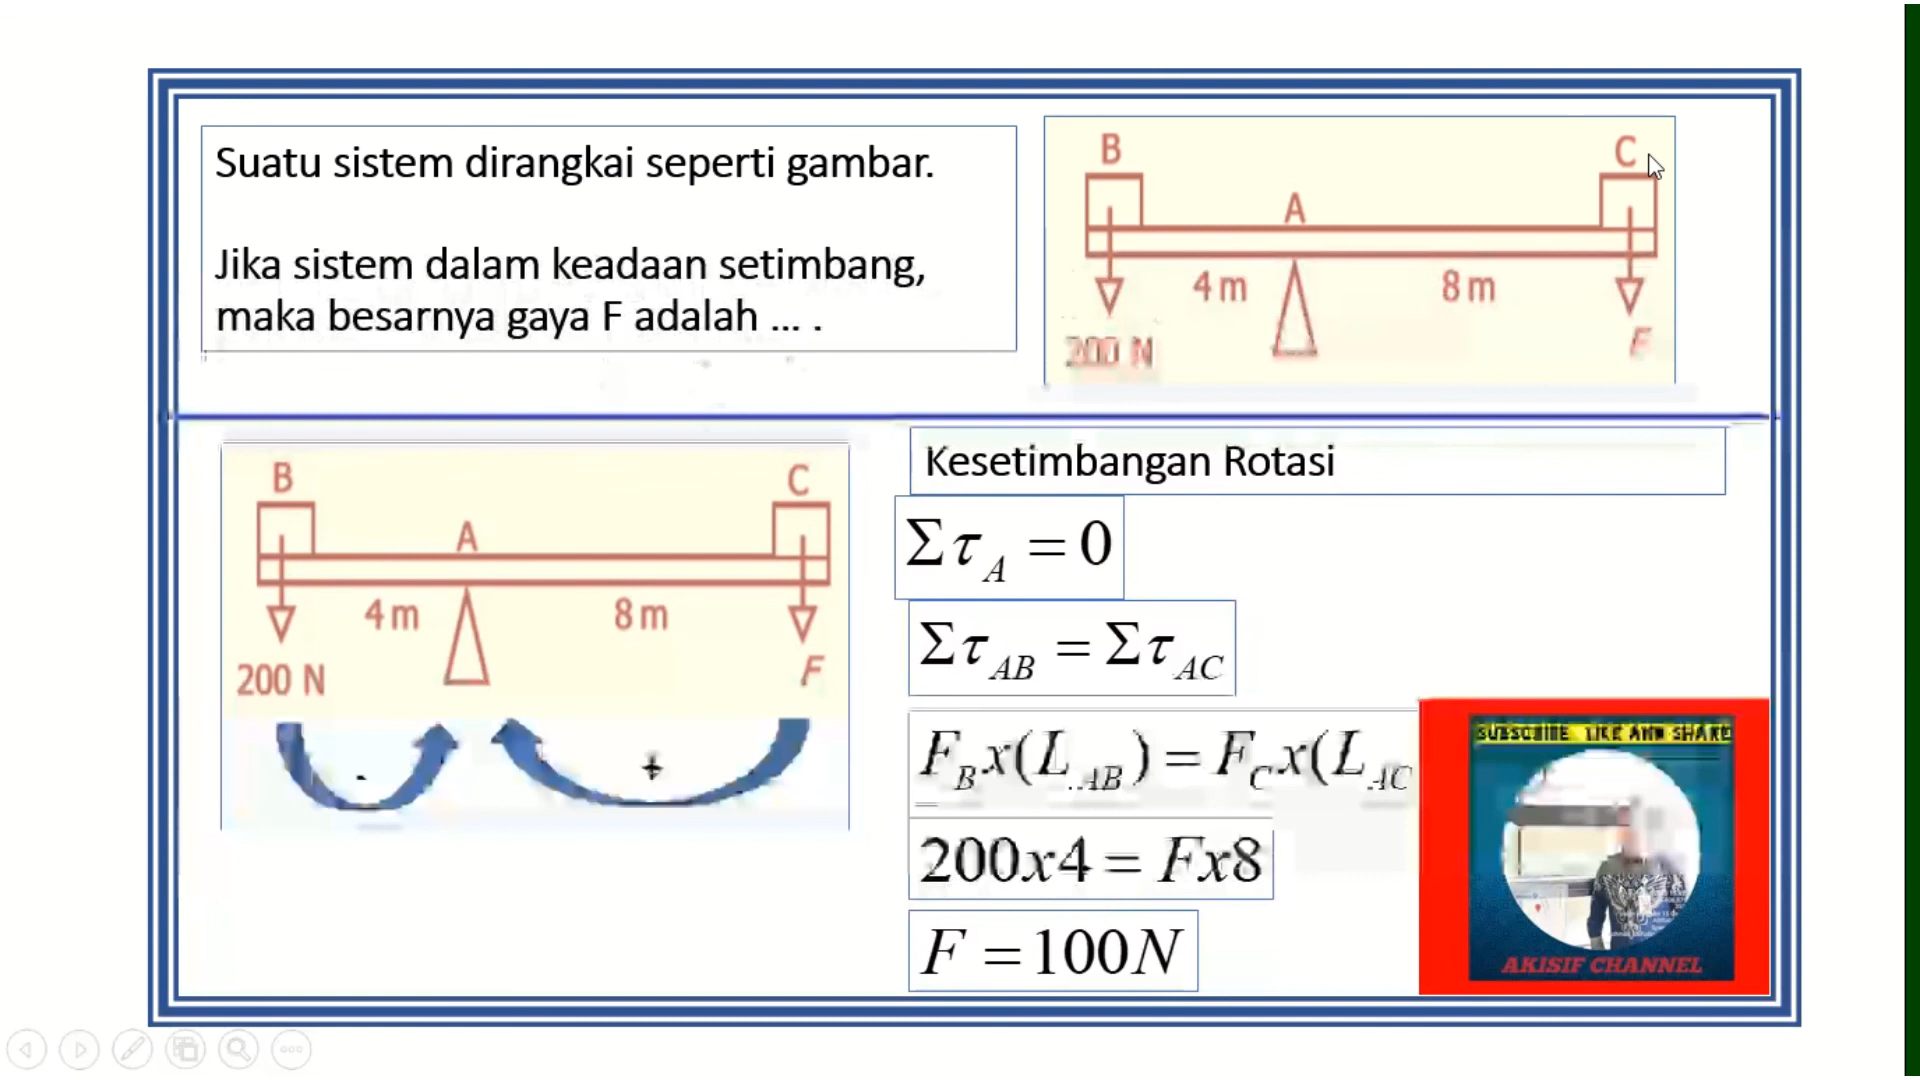 Suatu sistem dirangkai seperti gambar.
Jika sistem dalam keadaan setimbang,
maka besarnya gaya F adalah ... .
B
C
A
4 m
8 m
200 N
F
B
C
A
4 m
8 m
200 N
F
-
+
Kesetimbangan Rotasi
Στ_A = 0
Στ_AB = Στ_AC
F_B x(L_AB) = F_C x(L_AC
200x4 = Fx8
F = 100N
SUBSCRIBE LIKE ANN SHARE
AKISIF CHANNEL